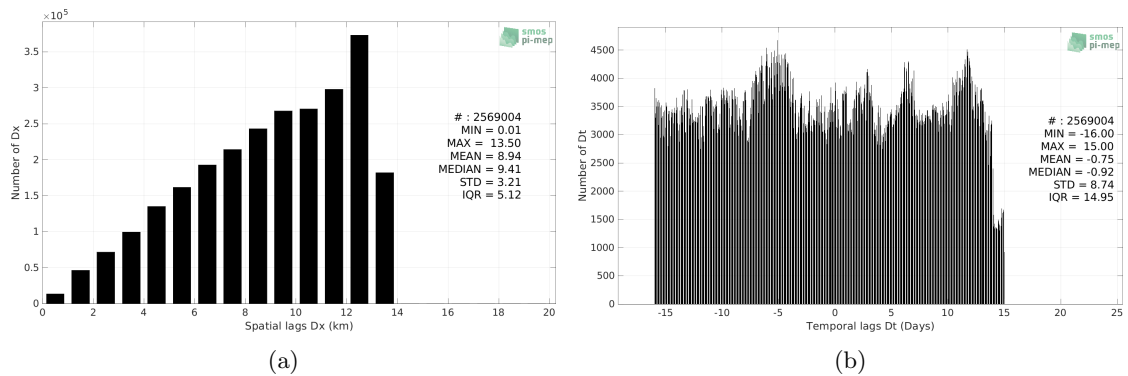 ×10⁵
3.5
3
2.5
2
1.5
1
0.5
0
Number of Dx
0 2 4 6 8 10 12 14 16 18 20
Spatial lags Dx (km)
smos
pi-mep
# : 2569004
MIN = 0.01
MAX = 13.50
MEAN = 8.94
MEDIAN = 9.41
STD = 3.21
IQR = 5.12
(a)
4500
4000
3500
3000
2500
2000
1500
1000
500
0
Number of Dt
-15 -10 -5 0 5 10 15 20 25
Temporal lags Dt (Days)
smos
pi-mep
# : 2569004
MIN = -16.00
MAX = 15.00
MEAN = -0.75
MEDIAN = -0.92
STD = 8.74
IQR = 14.95
(b)